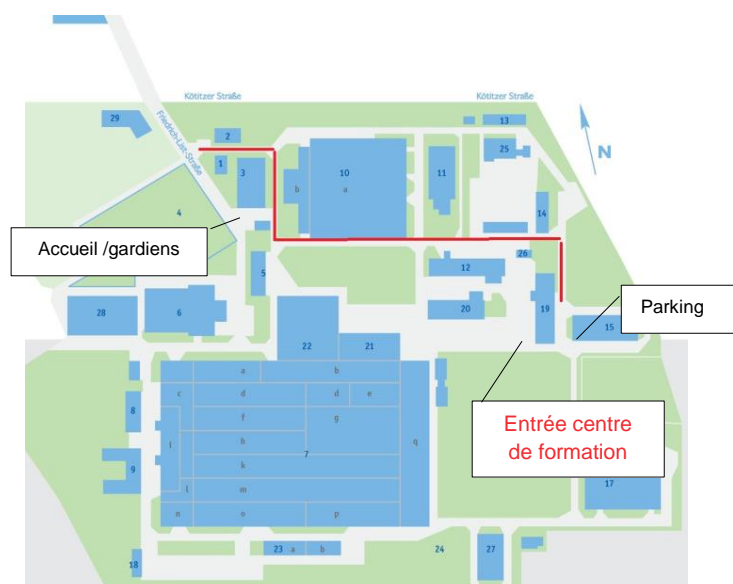 Kötitzer Straße
Kötitzer Straße
Friedrich-List-Straße
29
2
13
1
3
b
10
a
11
25
N
4
14
Accueil /gardiens
5
12
26
28
6
20
19
15
Parking
22
21
a
b
c
d
d
e
8
f
g
Entrée centre
de formation
i
h
7
q
9
k
l
m
17
n
o
p
23
a
b
24
27
18